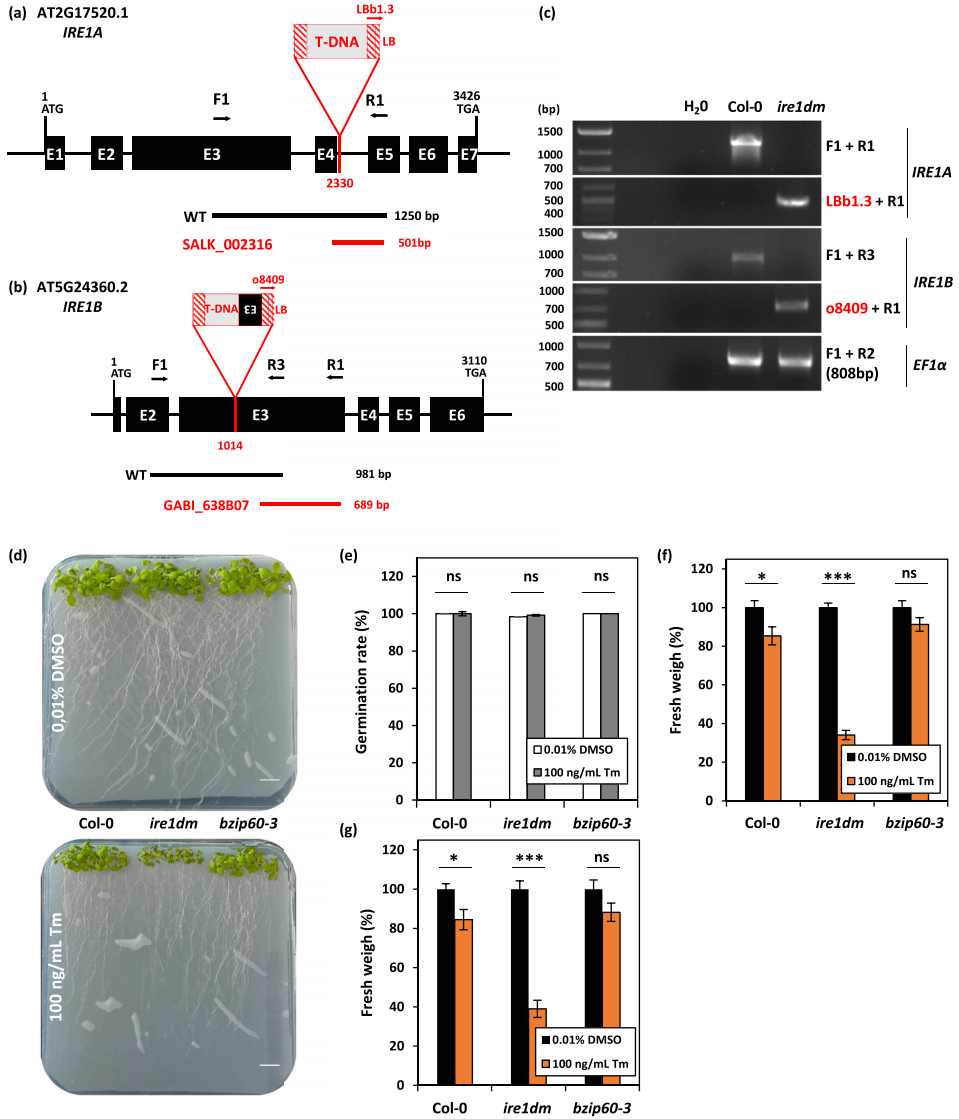 (a) AT2G17520.1
IRE1A
LBb1.3
T-DNA LB
1
ATG
F1
R1
3426
TGA
E1 E2 E3 E4 E5 E6 E7
2330
WT 1250 bp
SALK_002316 501bp
(b) AT5G24360.2
IRE1B
o8409
T-DNA E3 LB
1
ATG
F1 R3 R1
3110
TGA
E2 E3 E4 E5 E6
1014
WT 981 bp
GABI_638B07 689 bp
(c)
(bp) H20 Col-0 ire1dm
1500
1000
700
F1 + R1
700
500
400
LBb1.3 + R1
IRE1A
1500
1000
700
F1 + R3
1000
700
500
o8409 + R1
IRE1B
1000
700
500
F1 + R2
(808bp)
EF1α
(d)
0,01% DMSO
Col-0 ire1dm bzip60-3
100 ng/mL Tm
(e)
Germination rate (%)
120
100
80
60
40
20
0
ns ns ns
0.01% DMSO
100 ng/mL Tm
Col-0 ire1dm bzip60-3
(f)
Fresh weigh (%)
120
100
80
60
40
20
0
* *** ns
0.01% DMSO
100 ng/mL Tm
Col-0 ire1dm bzip60-3
(g)
Fresh weigh (%)
120
100
80
60
40
20
0
* *** ns
0.01% DMSO
100 ng/mL Tm
Col-0 ire1dm bzip60-3